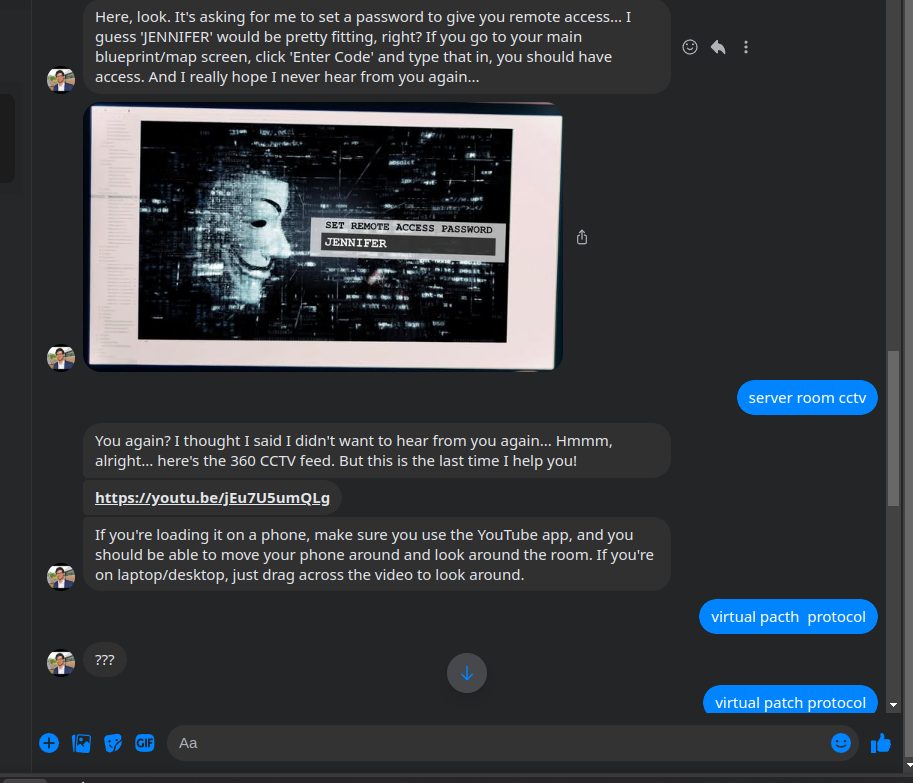 Here, look. It's asking for me to set a password to give you remote access... I
guess 'JENNIFER' would be pretty fitting, right? If you go to your main
blueprint/map screen, click 'Enter Code' and type that in, you should have
access. And I really hope I never hear from you again...
SET REMOTE ACCESS PASSWORD
JENNIFER
server room cctv
You again? I thought I said I didn't want to hear from you again... Hmmm,
alright... here's the 360 CCTV feed. But this is the last time I help you!
https://youtu.be/jEu7U5umQLg
If you're loading it on a phone, make sure you use the YouTube app, and you
should be able to move your phone around and look around the room. If you're
on laptop/desktop, just drag across the video to look around.
virtual pacth  protocol
???
virtual patch protocol
GIF
Aa